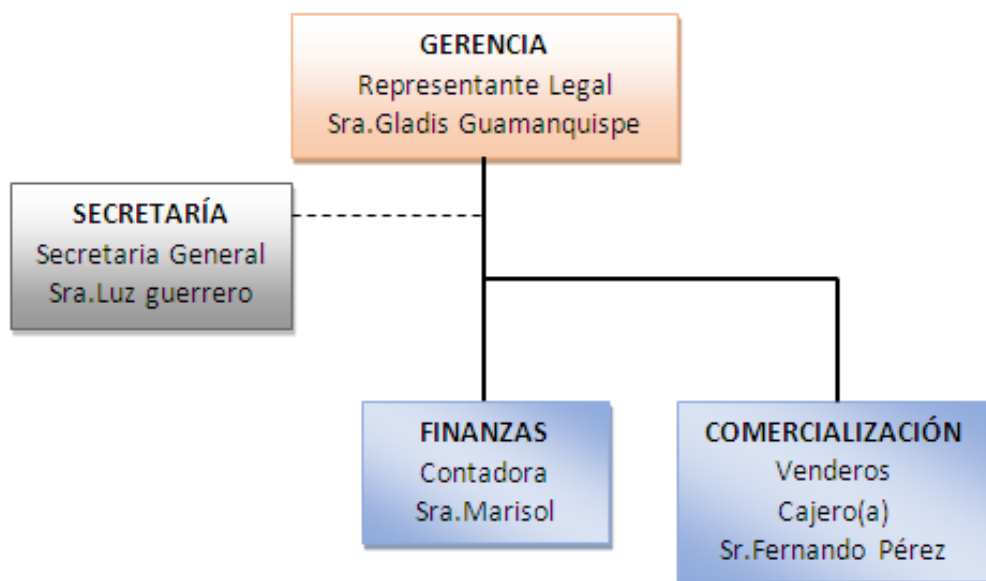 GERENCIA
Representante Legal
Sra.Gladis Guamanquispe
SECRETARÍA
Secretaria General
Sra.Luz guerrero
FINANZAS
Contadora
Sra.Marisol
COMERCIALIZACIÓN
Venderos
Cajero(a)
Sr.Fernando Pérez